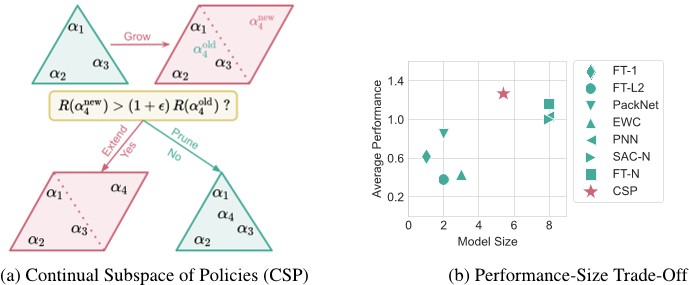 α₁
α₂
α₃
Grow
α₁
α₄ⁿᵉʷ
α₄ᵒˡᵈ
α₂
α₃
R(α₄ⁿᵉʷ) > (1 + ϵ) R(α₄ᵒˡᵈ) ?
Extend
Yes
Prune
No
α₁
α₄
α₂
α₃
α₁
α₄
α₂
α₃
(a) Continual Subspace of Policies (CSP)
Average Performance
1.4
1.0
0.6
0.2
0 2 4 6 8
Model Size
FT-1
FT-L2
PackNet
EWC
PNN
SAC-N
FT-N
CSP
(b) Performance-Size Trade-Off